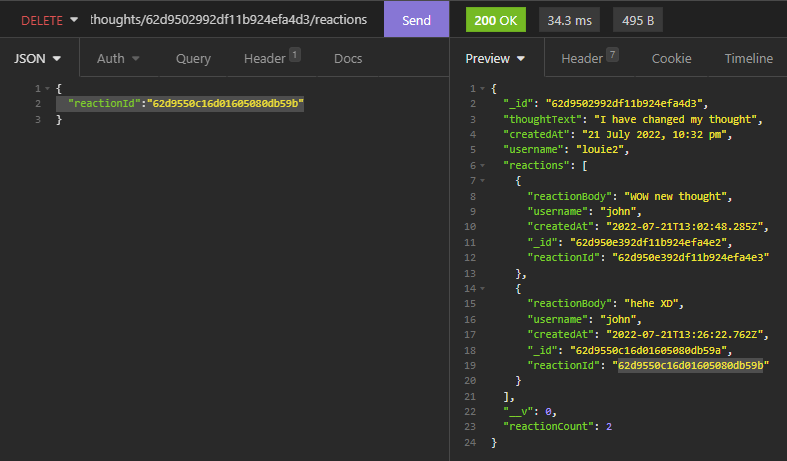 DELETE thoughts/62d9502992df11b924efa4d3/reactions Send 200 OK 34.3 ms 495 B
JSON Auth Query Header 1 Docs Preview Header 7 Cookie Timeline
1 {
2 "reactionId":"62d9550c16d01605080db59b"
3 }
1 {
2 "_id": "62d9502992df11b924efa4d3",
3 "thoughtText": "I have changed my thought",
4 "createdAt": "21 July 2022, 10:32 pm",
5 "username": "louie2",
6 "reactions": [
7 {
8 "reactionBody": "WOW new thought",
9 "username": "john",
10 "createdAt": "2022-07-21T13:02:48.285Z",
11 "_id": "62d950e392df11b924efa4e2",
12 "reactionId": "62d950e392df11b924efa4e3"
13 },
14 {
15 "reactionBody": "hehe XD",
16 "username": "john",
17 "createdAt": "2022-07-21T13:26:22.762Z",
18 "_id": "62d9550c16d01605080db59a",
19 "reactionId": "62d9550c16d01605080db59b"
20 }
21 ],
22 "__v": 0,
23 "reactionCount": 2
24 }